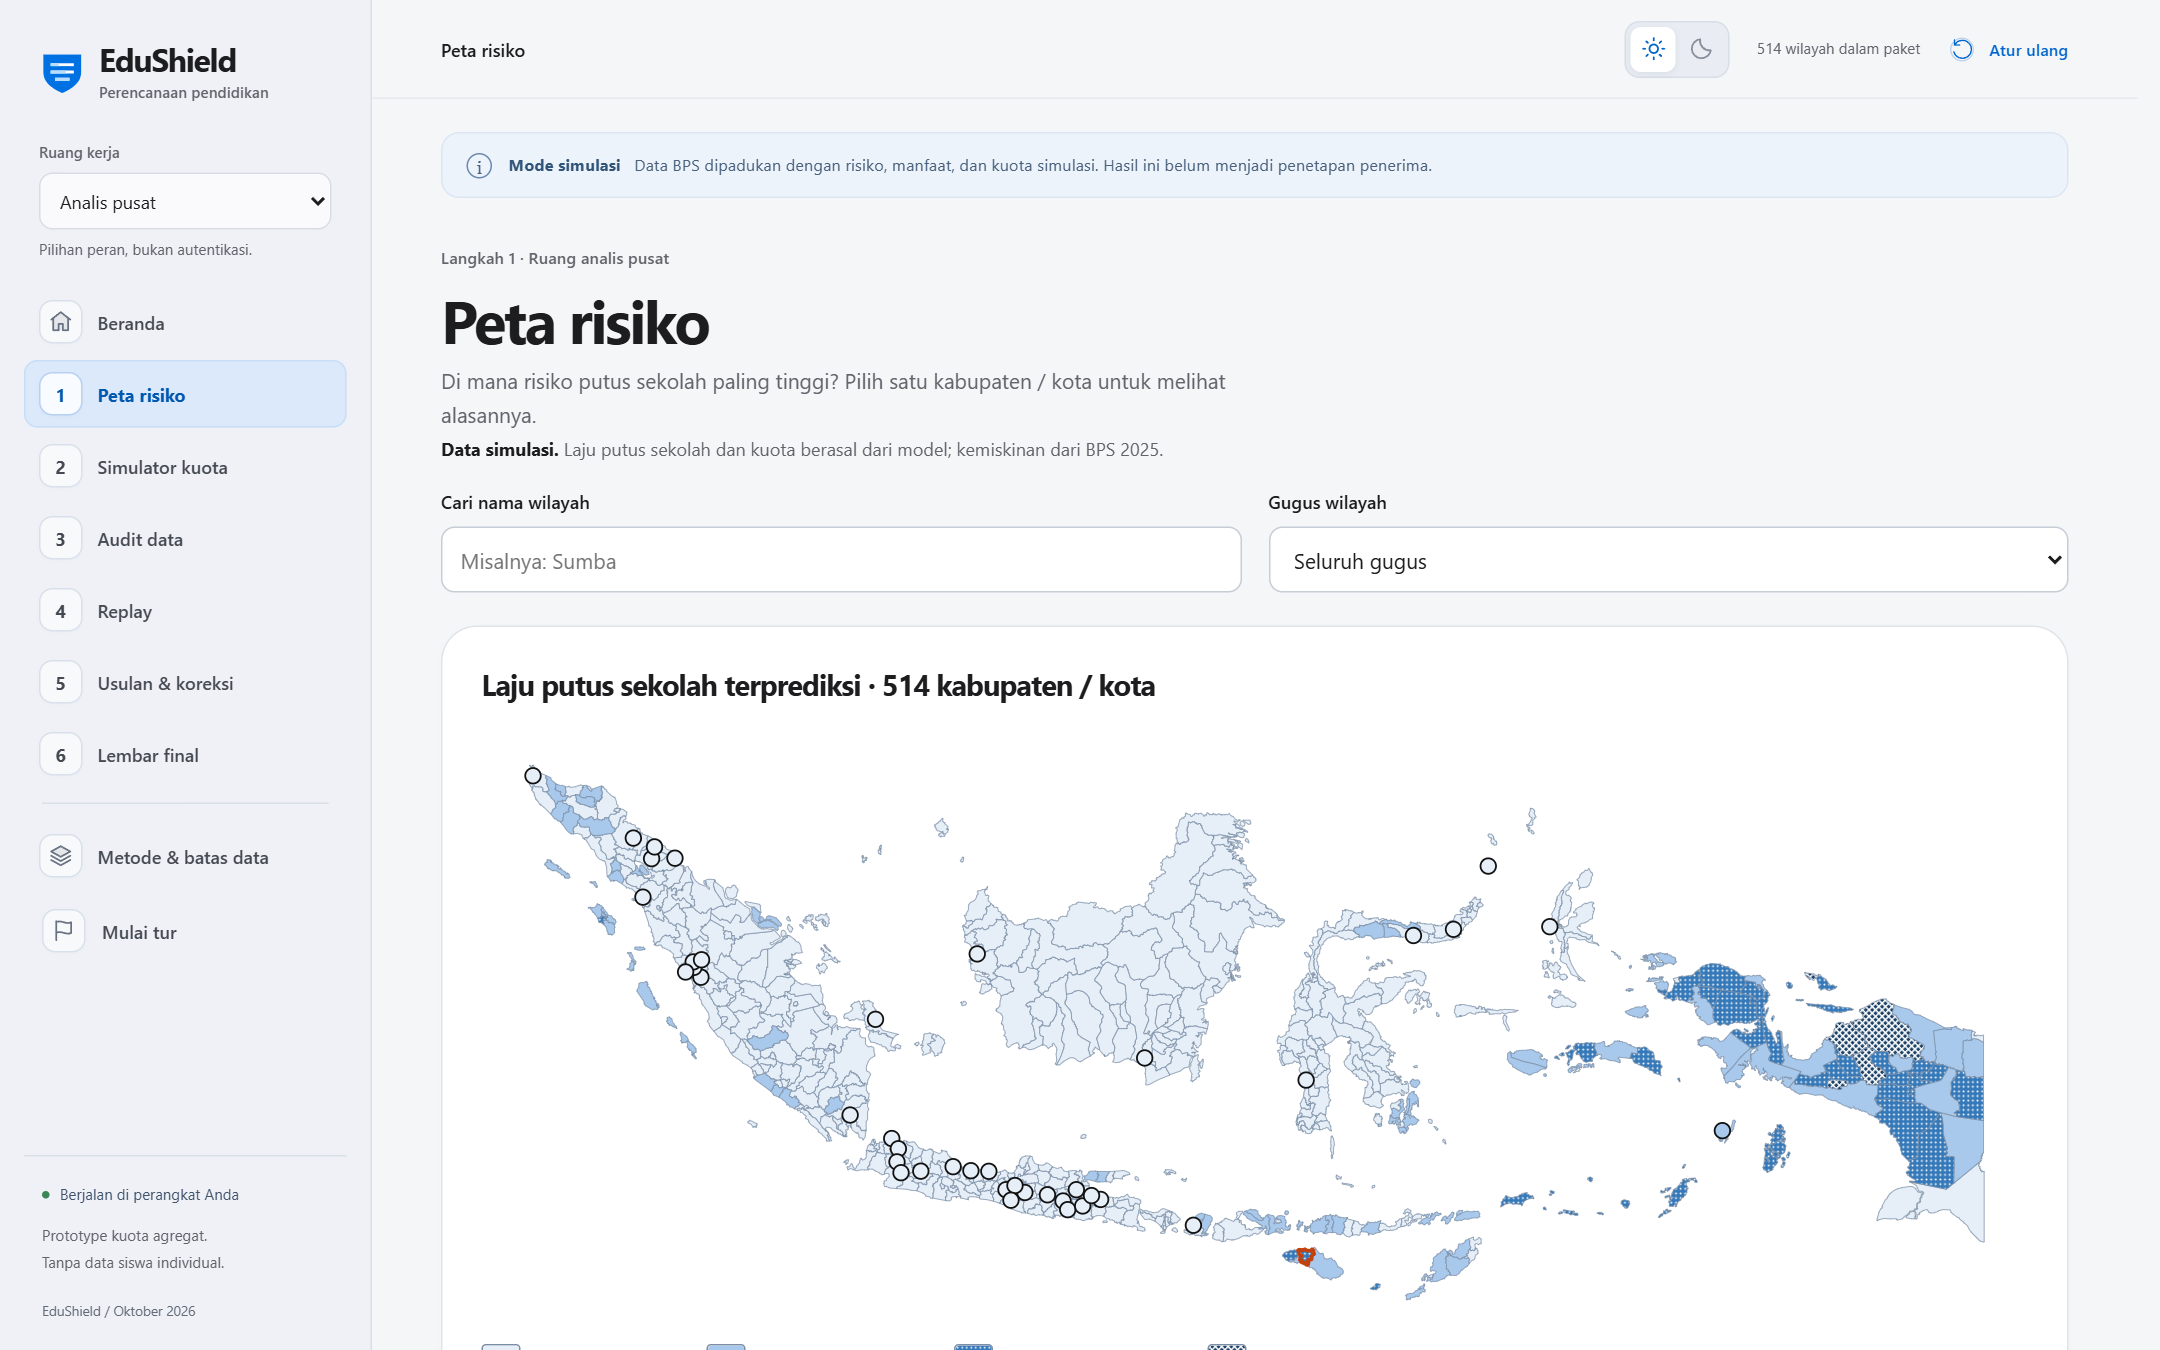 EduShield
Perencanaan pendidikan
Ruang kerja
Analis pusat
Pilihan peran, bukan autentikasi.
Beranda
1 Peta risiko
2 Simulator kuota
3 Audit data
4 Replay
5 Usulan & koreksi
6 Lembar final
Metode & batas data
Mulai tur
Berjalan di perangkat Anda
Prototype kuota agregat.
Tanpa data siswa individual.
EduShield / Oktober 2026
Peta risiko
514 wilayah dalam paket
Atur ulang
Mode simulasi Data BPS dipadukan dengan risiko, manfaat, dan kuota simulasi. Hasil ini belum menjadi penetapan penerima.
Langkah 1 · Ruang analis pusat
Peta risiko
Di mana risiko putus sekolah paling tinggi? Pilih satu kabupaten / kota untuk melihat
alasannya.
Data simulasi. Laju putus sekolah dan kuota berasal dari model; kemiskinan dari BPS 2025.
Cari nama wilayah
Misalnya: Sumba
Gugus wilayah
Seluruh gugus
Laju putus sekolah terprediksi · 514 kabupaten / kota